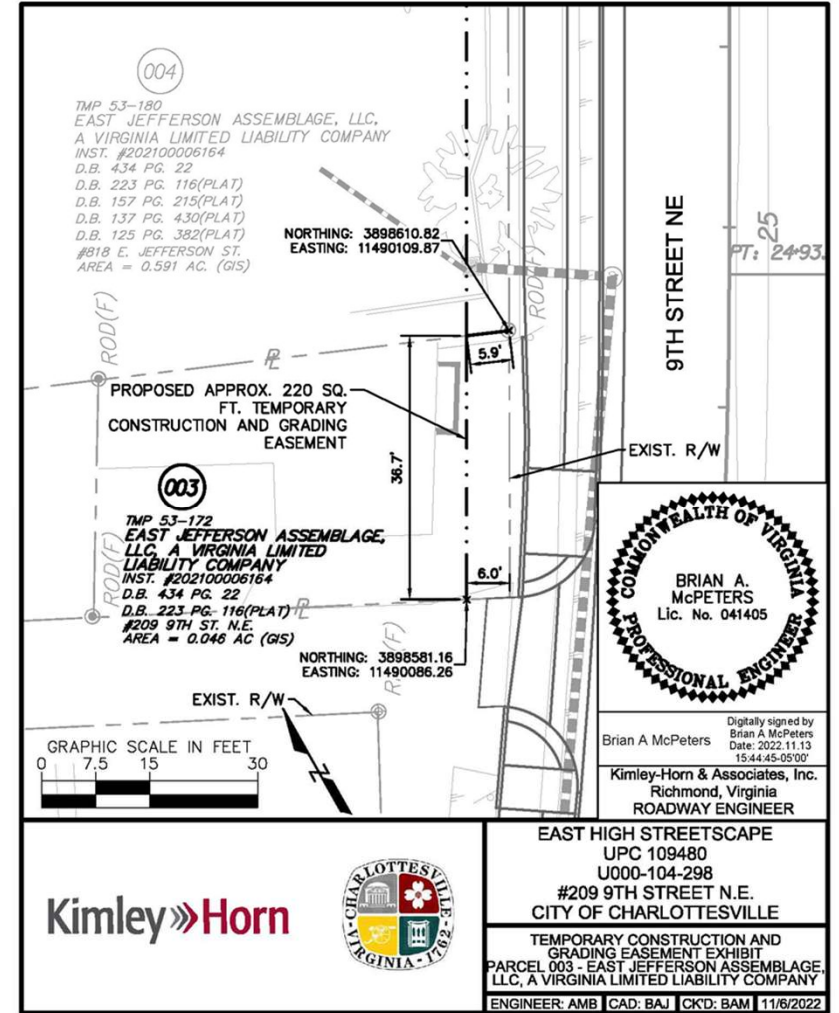 004
TMP 53-180
EAST JEFFERSON ASSEMBLAGE, LLC,
A VIRGINIA LIMITED LIABILITY COMPANY
INST. #202100006164
D.B. 434 PG. 22
D.B. 223 PG. 116(PLAT)
D.B. 157 PG. 215(PLAT)
D.B. 137 PG. 430(PLAT)
D.B. 125 PG. 382(PLAT)
#818 E. JEFFERSON ST.
AREA = 0.591 AC. (GIS)
NORTHING: 3898610.82
EASTING: 11490109.87
ROD(F)
9TH STREET NE
25
PT: 24+93.
ROD(F)
PL
5.9'
PROPOSED APPROX. 220 SQ.
FT. TEMPORARY
CONSTRUCTION AND GRADING
EASEMENT
36.7'
EXIST. R/W
003
TMP 53-172
EAST JEFFERSON ASSEMBLAGE,
LLC, A VIRGINIA LIMITED
LIABILITY COMPANY
INST. #202100006164
D.B. 434 PG. 22
D.B. 223 PG. 116(PLAT)
#209 9TH ST. N.E.
AREA = 0.046 AC (GIS)
ROD(F)
PL
6.0'
NORTHING: 3898581.16
EASTING: 11490086.26
EXIST. R/W
GRAPHIC SCALE IN FEET
0 7.5 15 30
COMMONWEALTH OF VIRGINIA
BRIAN A.
McPETERS
Lic. No. 041405
PROFESSIONAL ENGINEER
Brian A McPeters
Digitally signed by
Brian A McPeters
Date: 2022.11.13
15:44:45-05'00'
Kimley-Horn & Associates, Inc.
Richmond, Virginia
ROADWAY ENGINEER
Kimley»Horn
CHARLOTTESVILLE
VIRGINIA - 1762
EAST HIGH STREETSCAPE
UPC 109480
U000-104-298
#209 9TH STREET N.E.
CITY OF CHARLOTTESVILLE
TEMPORARY CONSTRUCTION AND
GRADING EASEMENT EXHIBIT
PARCEL 003 - EAST JEFFERSON ASSEMBLAGE,
LLC, A VIRGINIA LIMITED LIABILITY COMPANY
ENGINEER: AMB CAD: BAJ CK'D: BAM 11/6/2022